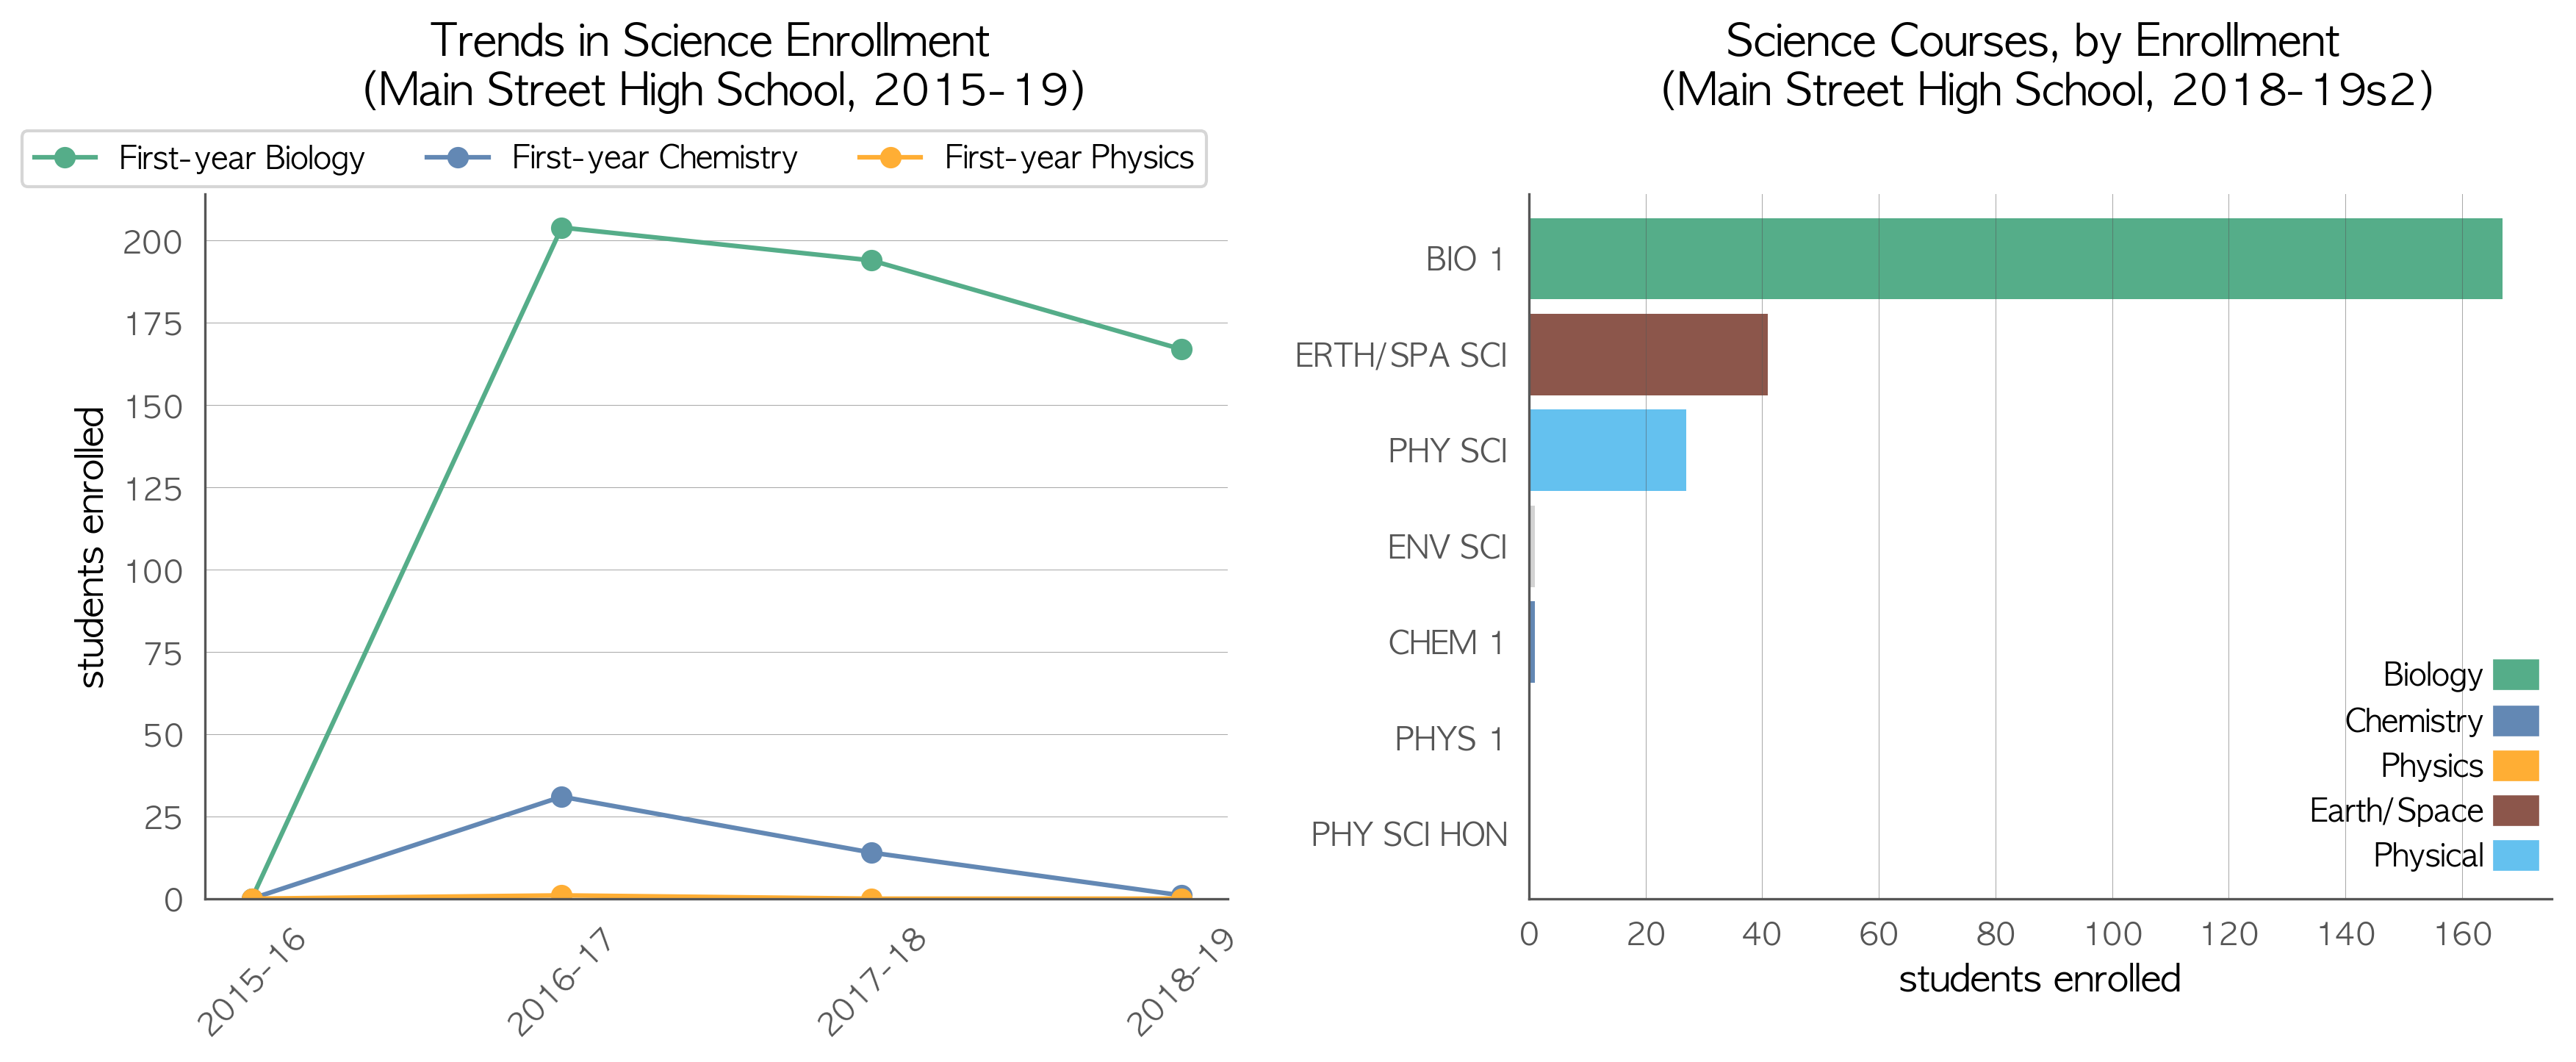 Trends in Science Enrollment
(Main Street High School, 2015-19)
First-year Biology
First-year Chemistry
First-year Physics
students enrolled
200
175
150
125
100
75
50
25
0
2015-16
2016-17
2017-18
2018-19
Science Courses, by Enrollment
(Main Street High School, 2018-19s2)
BIO 1
ERTH/SPA SCI
PHY SCI
ENV SCI
CHEM 1
PHYS 1
PHY SCI HON
Biology
Chemistry
Physics
Earth/Space
Physical
0
20
40
60
80
100
120
140
160
students enrolled